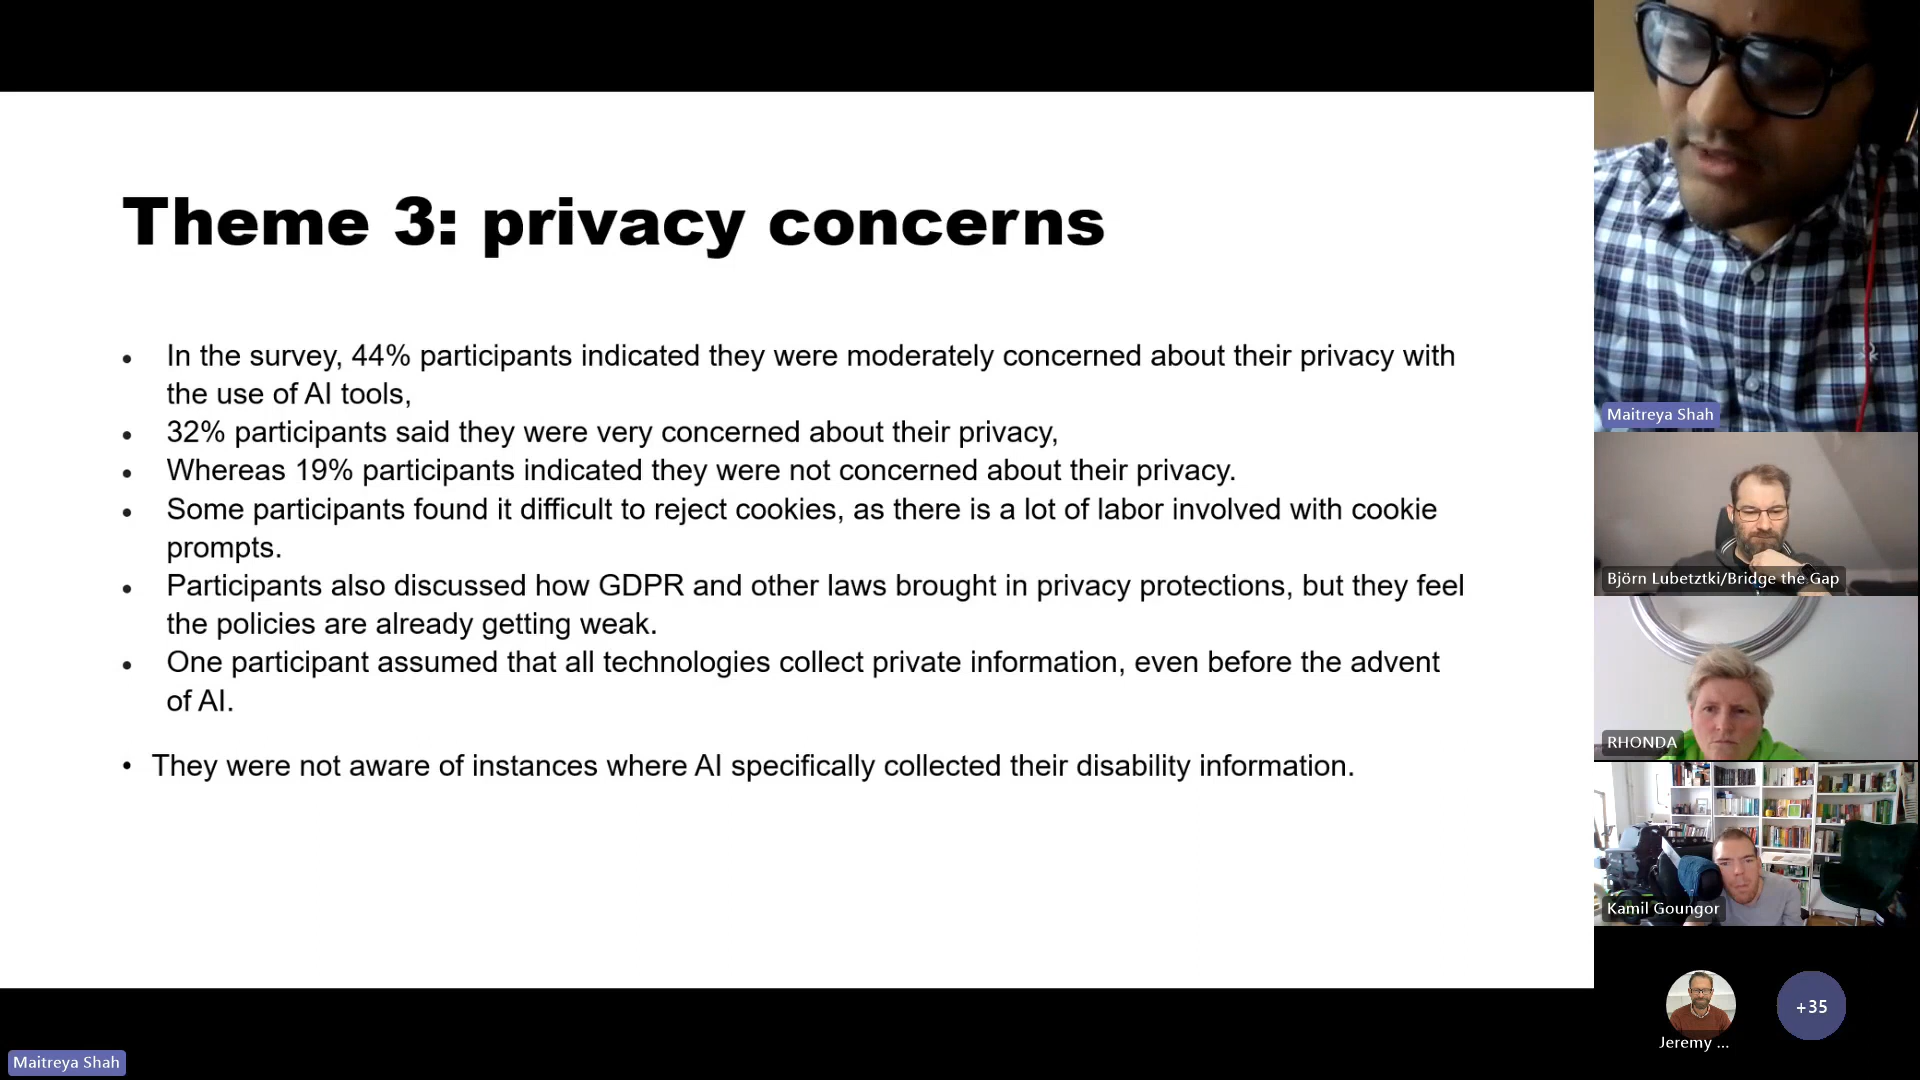 Theme 3: privacy concerns
• In the survey, 44% participants indicated they were moderately concerned about their privacy with
the use of AI tools,
• 32% participants said they were very concerned about their privacy,
• Whereas 19% participants indicated they were not concerned about their privacy.
• Some participants found it difficult to reject cookies, as there is a lot of labor involved with cookie
prompts.
• Participants also discussed how GDPR and other laws brought in privacy protections, but they feel
the policies are already getting weak.
• One participant assumed that all technologies collect private information, even before the advent
of AI.
• They were not aware of instances where AI specifically collected their disability information.
Maitreya Shah
Björn Lubetztki/Bridge the Gap
RHONDA
Kamil Goungor
+35
Jeremy ...
Maitreya Shah